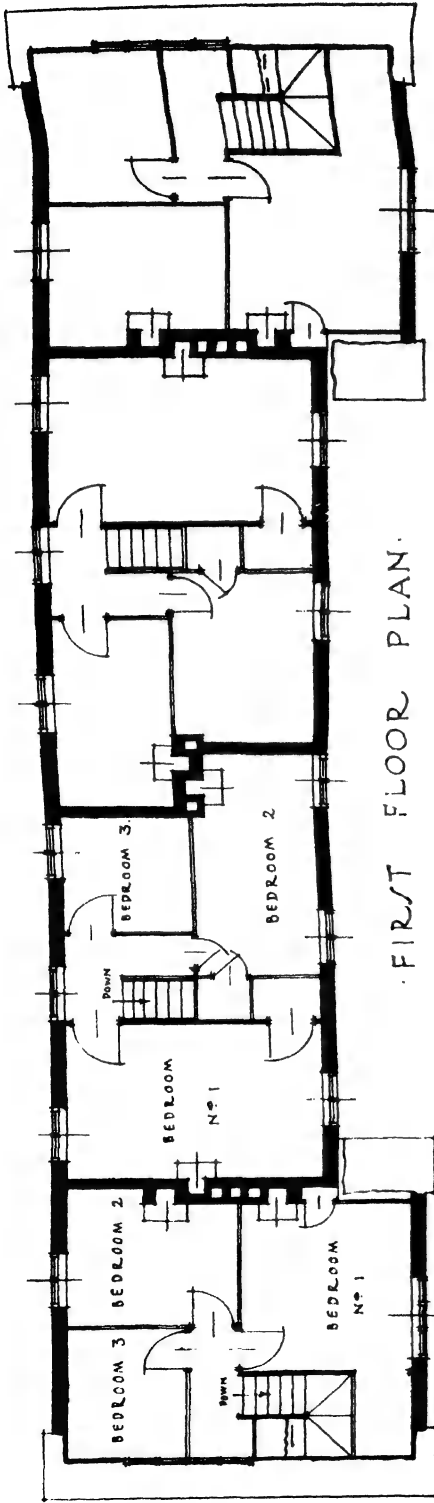 BEDROOM 3
BEDROOM 2
DOWN
BEDROOM
Nº 1
BEDROOM
Nº 1
DOWN
BEDROOM 3.
BEDROOM 2
· FIRST FLOOR PLAN ·